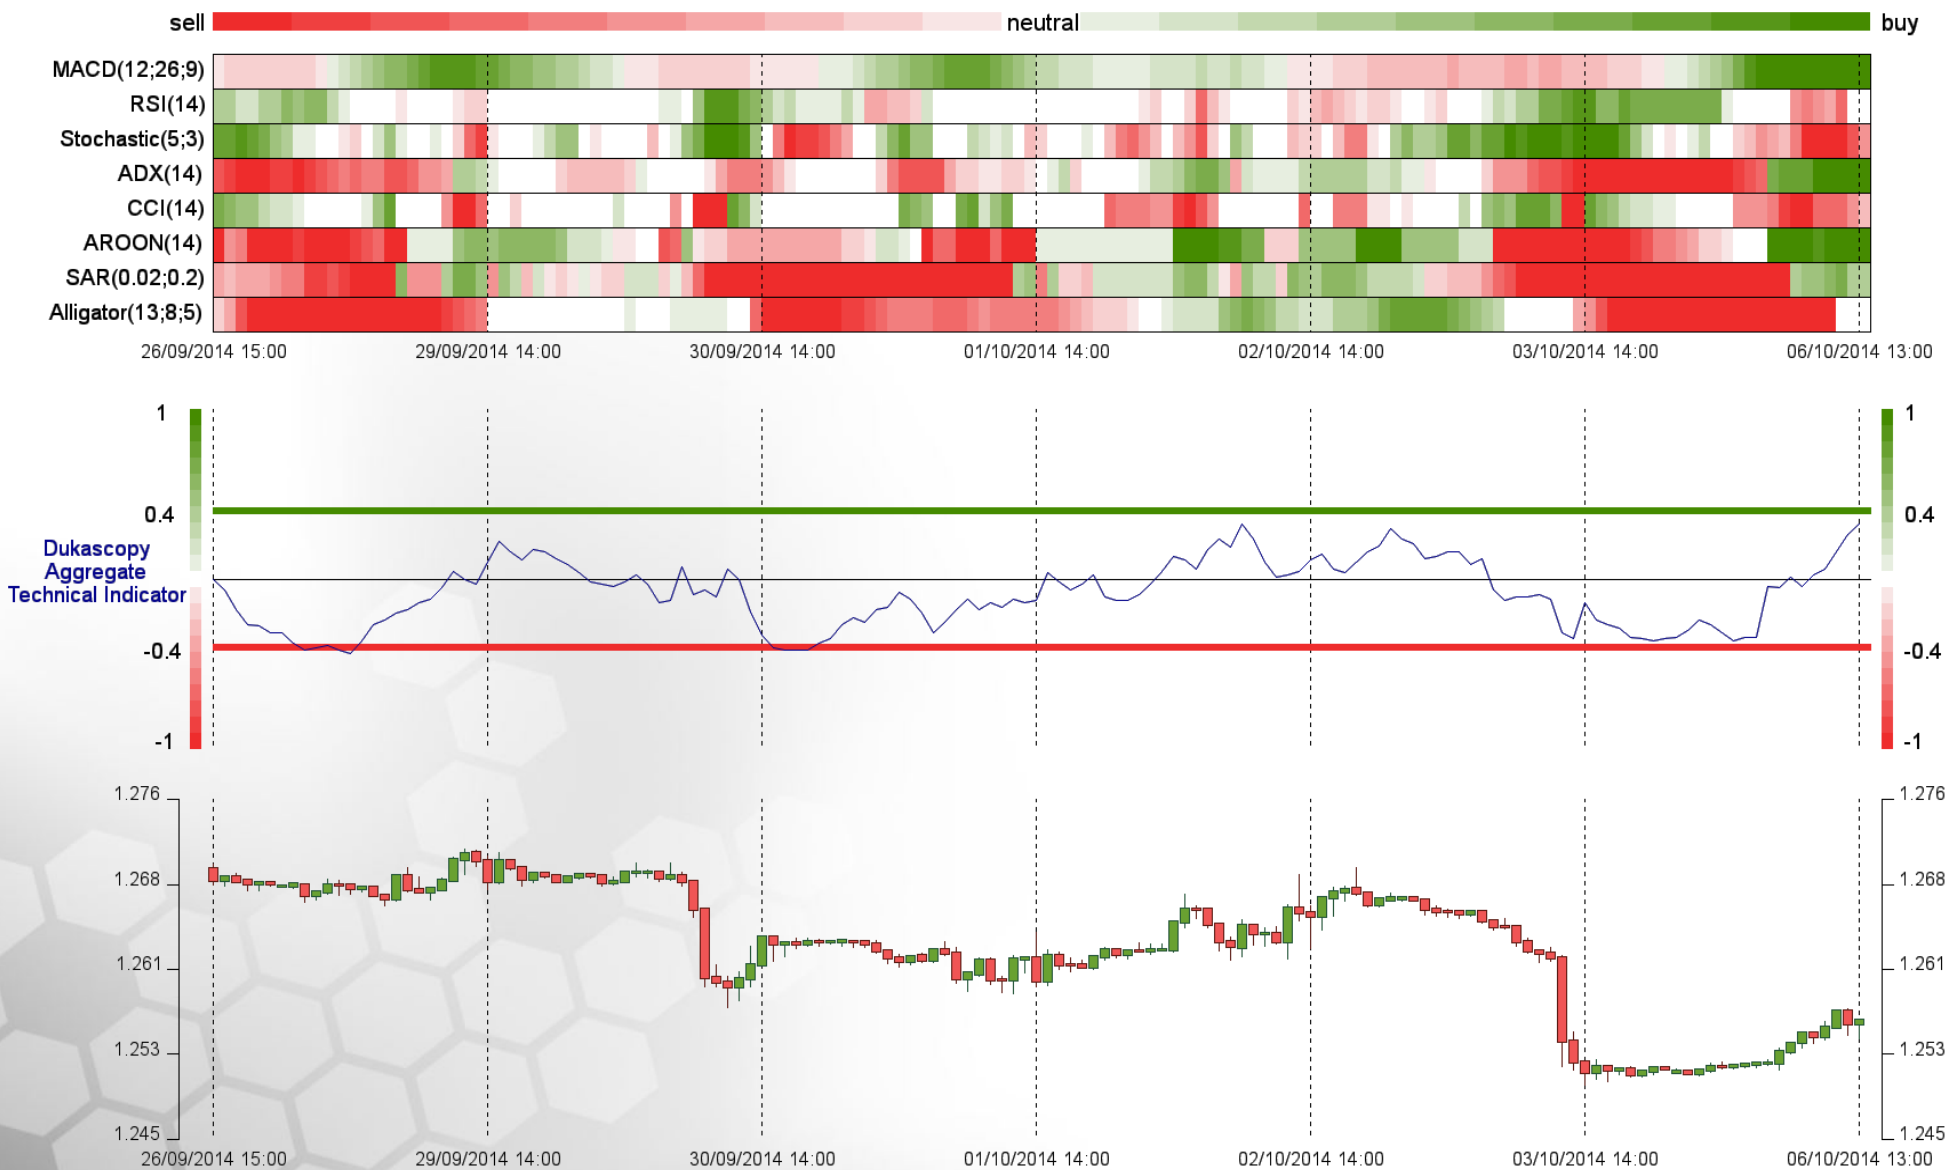 sell neutral buy
MACD(12;26;9)
RSI(14)
Stochastic(5;3)
ADX(14)
CCI(14)
AROON(14)
SAR(0.02;0.2)
Alligator(13;8;5)
26/09/2014 15:00 29/09/2014 14:00 30/09/2014 14:00 01/10/2014 14:00 02/10/2014 14:00 03/10/2014 14:00 06/10/2014 13:00
1 1
0.4 0.4
Dukascopy
Aggregate
Technical Indicator
-0.4 -0.4
-1 -1
1.276 1.276
1.268 1.268
1.261 1.261
1.253 1.253
1.245 1.245
26/09/2014 15:00 29/09/2014 14:00 30/09/2014 14:00 01/10/2014 14:00 02/10/2014 14:00 03/10/2014 14:00 06/10/2014 13:00